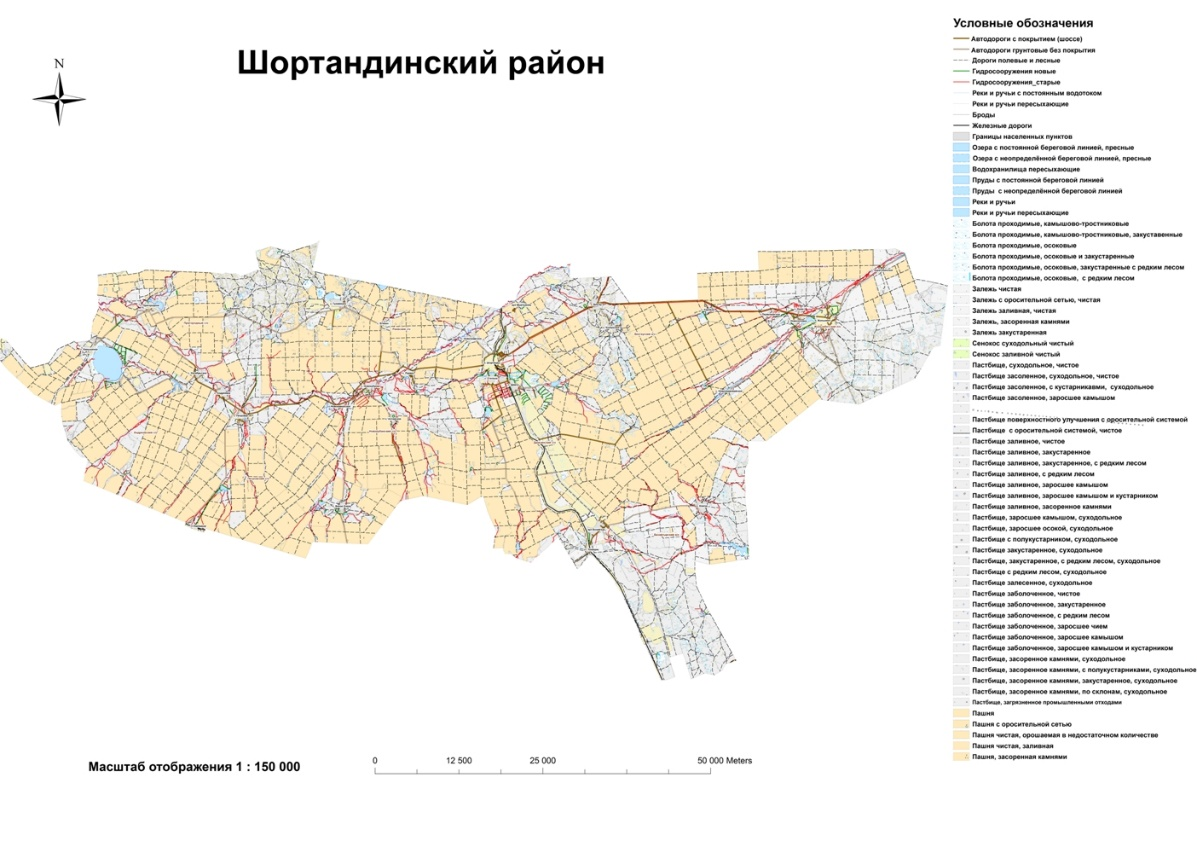 Условные обозначения
Автодороги с покрытием (шоссе)
Автодороги грунтовые без покрытия
Дороги полевые и лесные
Гидросооружения новые
Гидросооружения_старые
Реки и ручьи с постоянным водотоком
Реки и ручьи пересыхающие
Броды
Железные дороги
Границы населенных пунктов
Озера с постоянной береговой линией, пресные
Озера с неопределённой береговой линией, пресные
Водохранилища пересыхающие
Пруды с постоянной береговой линией
Пруды с неопределённой береговой линией
Реки и ручьи
Реки и ручьи пересыхающие
Болота проходимые, камышово-тростниковые
Болота проходимые, камышово-тростниковые, закуставенные
Болота проходимые, осоковые
Болота проходимые, осоковые и закустаренные
Болота проходимые, осоковые, закустаренные с редким лесом
Болота проходимые, осоковые, с редким лесом
Залежь чистая
Залежь с оросительной сетью, чистая
Залежь заливная, чистая
Залежь, засоренная камнями
Залежь закустаренная
Сенокос суходольный чистый
Сенокос заливной чистый
Пастбище, суходольное, чистое
Пастбище засоленное, суходольное, чистое
Пастбище засоленное, с кустарникавми, суходольное
Пастбище засоленное, заросшее камышом
Пастбище поверхностного улучшения с оросительной системой
Пастбище с оросительной системой, чистое
Пастбище заливное, чистое
Пастбище заливное, закустаренное
Пастбище заливное, закустаренное, с редким лесом
Пастбище заливное, с редким лесом
Пастбище заливное, заросшее камышом
Пастбище заливное, заросшее камышом и кустарником
Пастбище заливное, засоренное камнями
Пастбище, заросшее камышом, суходольное
Пастбище, заросшее осокой, суходольное
Пастбище с полукустарником, суходольное
Пастбище закустаренное, суходольное
Пастбище, закустаренное, с редким лесом, суходольное
Пастбище с редким лесом, суходольное
Пастбище залесенное, суходольное
Пастбище заболоченное, чистое
Пастбище заболоченное, закустаренное
Пастбище заболоченное, с редким лесом
Пастбище заболоченное, заросшее чием
Пастбище заболоченное, заросшее камышом
Пастбище заболоченное, заросшее камышом и кустарником
Пастбище, засоренное камнями, суходольное
Пастбище, засоренное камнями, с полукустарниками, суходольное
Пастбище, засоренное камнями, закустаренное, суходольное
Пастбище, засоренное камнями, по склонам, суходольное
Пастбище, загрязненное промышленными отходами
Пашня
Пашня с оросительной сетью
Пашня чистая, орошаемая в недостаточном количестве
Пашня чистая, заливная
Пашня, засоренная камнями
N
Шортандинский район
Масштаб отображения 1 : 150 000
0 12 500 25 000 50 000 Meters